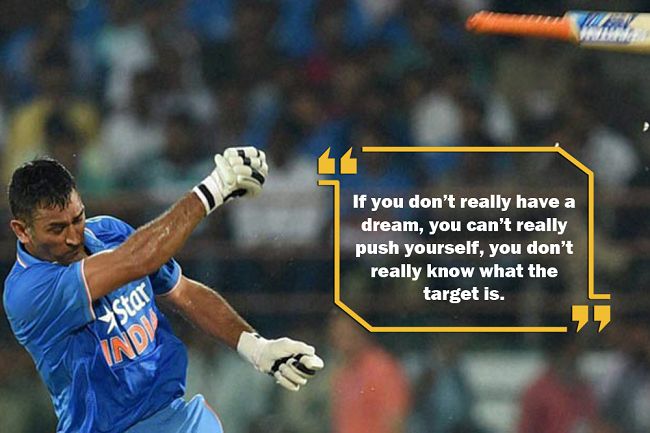 If you don’t really have a
dream, you can’t really
push yourself, you don’t
really know what the
target is.
star
INDIA